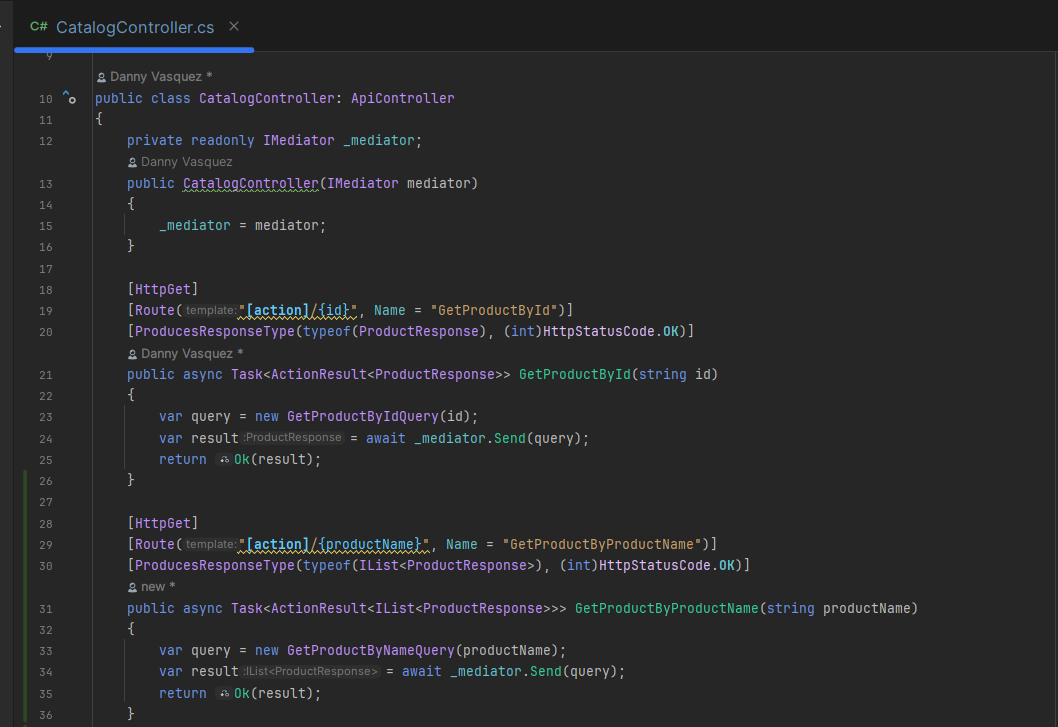 C# CatalogController.cs ×
9
Danny Vasquez *
10 public class CatalogController: ApiController
11 {
12 private readonly IMediator _mediator;
Danny Vasquez
13 public CatalogController(IMediator mediator)
14 {
15 _mediator = mediator;
16 }
17
18 [HttpGet]
19 [Route(template:"[action]/{id}", Name = "GetProductById")]
20 [ProducesResponseType(typeof(ProductResponse), (int)HttpStatusCode.OK)]
Danny Vasquez *
21 public async Task<ActionResult<ProductResponse>> GetProductById(string id)
22 {
23 var query = new GetProductByIdQuery(id);
24 var result:ProductResponse = await _mediator.Send(query);
25 return Ok(result);
26 }
27
28 [HttpGet]
29 [Route(template:"[action]/{productName}", Name = "GetProductByProductName")]
30 [ProducesResponseType(typeof(IList<ProductResponse>), (int)HttpStatusCode.OK)]
new *
31 public async Task<ActionResult<IList<ProductResponse>>> GetProductByProductName(string productName)
32 {
33 var query = new GetProductByNameQuery(productName);
34 var result:IList<ProductResponse> = await _mediator.Send(query);
35 return Ok(result);
36 }